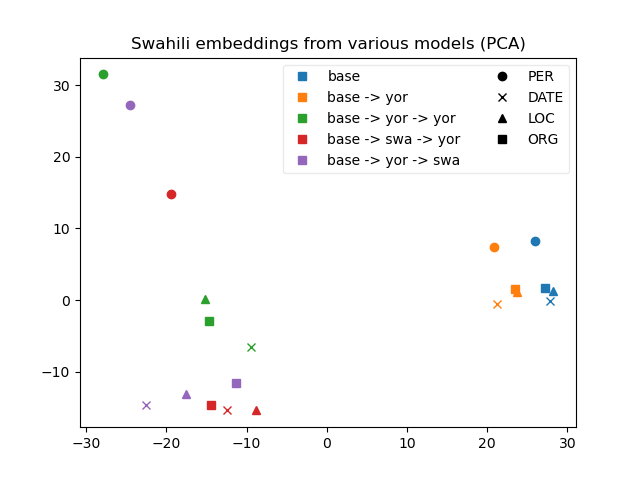 Swahili embeddings from various models (PCA)
30
20
10
0
−10
−30
−20
−10
0
10
20
30
base
base -> yor
base -> yor -> yor
base -> swa -> yor
base -> yor -> swa
PER
DATE
LOC
ORG